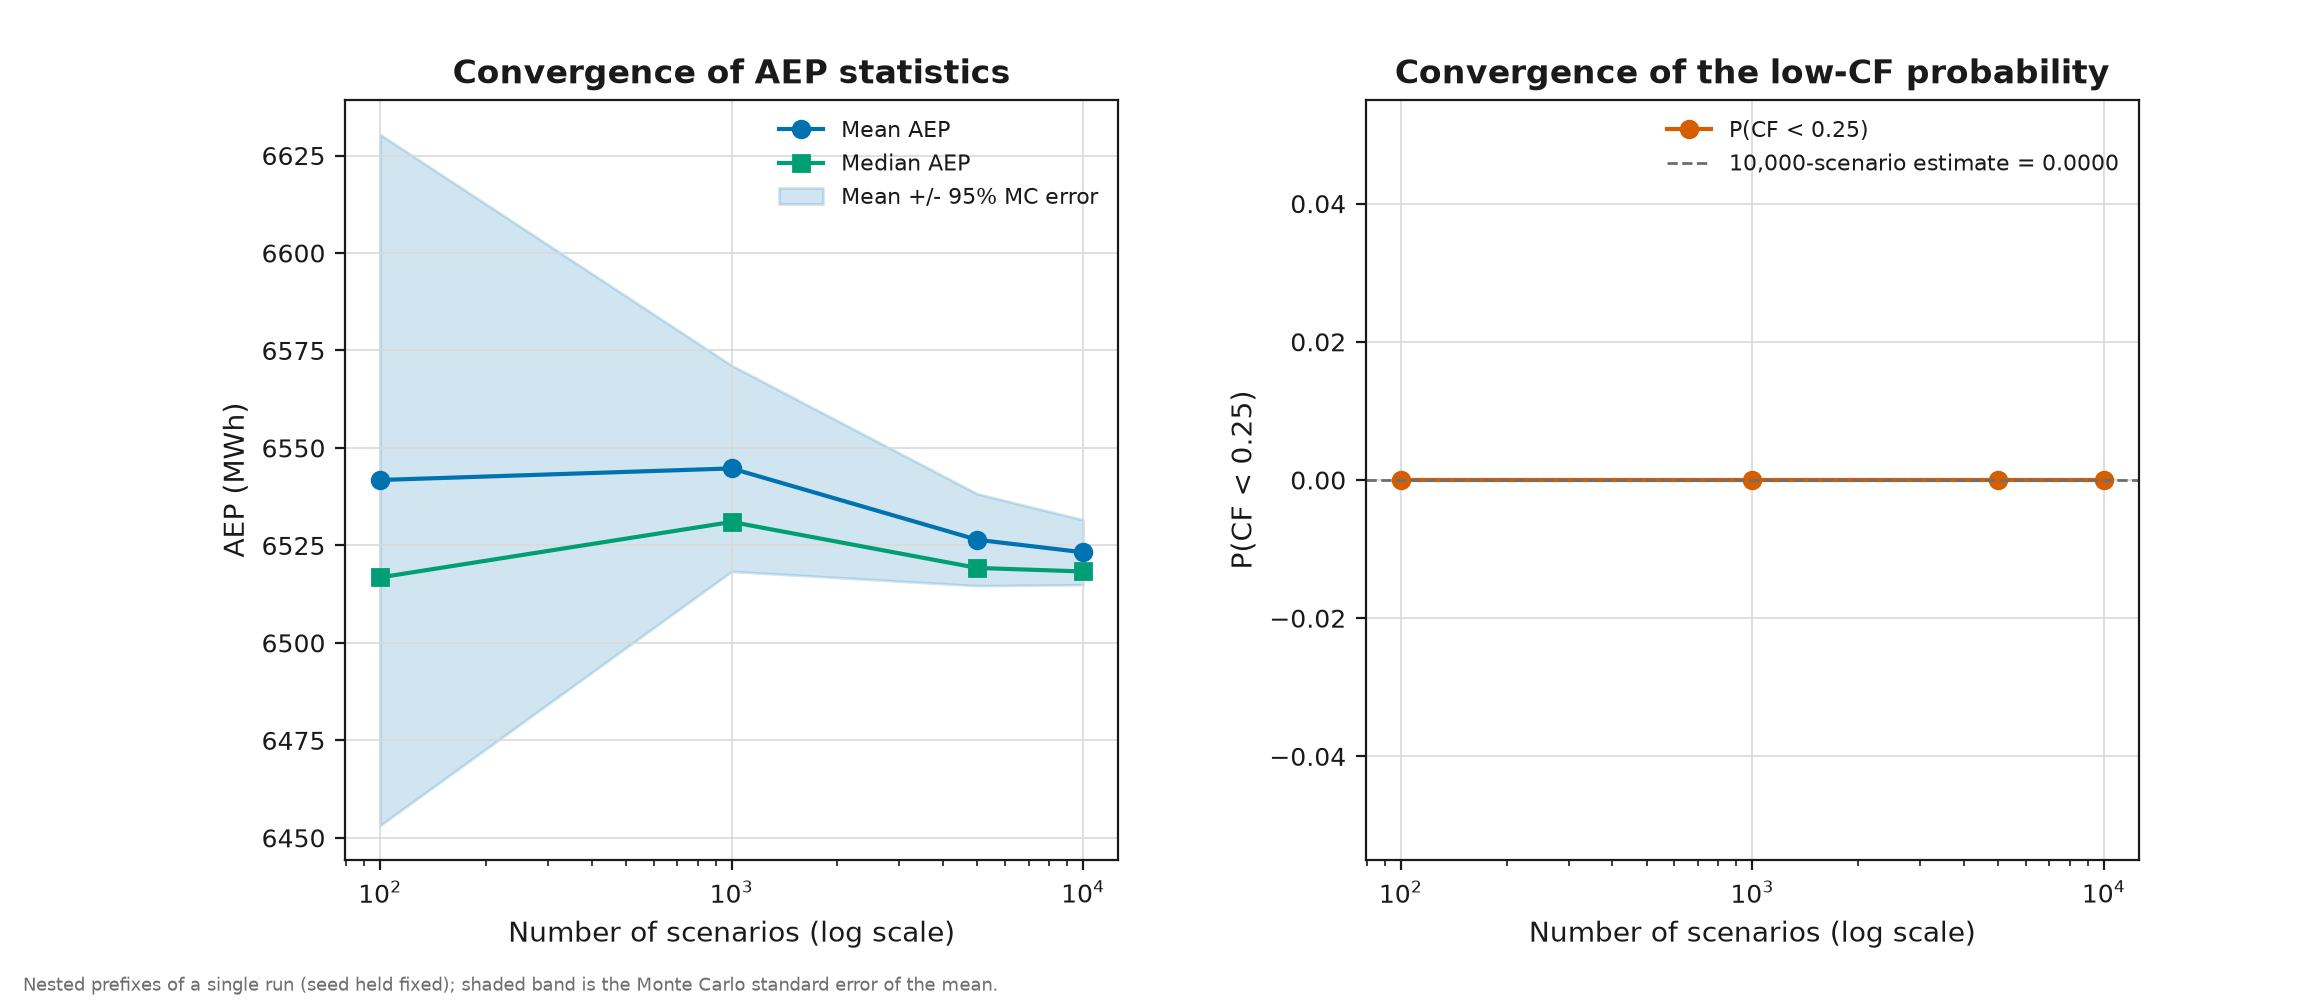 Convergence of AEP statistics
Mean AEP
Median AEP
Mean +/- 95% MC error
6625
6600
6575
6550
6525
6500
6475
6450
AEP (MWh)
10²
10³
10⁴
Number of scenarios (log scale)
Convergence of the low-CF probability
P(CF < 0.25)
10,000-scenario estimate = 0.0000
0.04
0.02
0.00
−0.02
−0.04
P(CF < 0.25)
10²
10³
10⁴
Number of scenarios (log scale)
Nested prefixes of a single run (seed held fixed); shaded band is the Monte Carlo standard error of the mean.